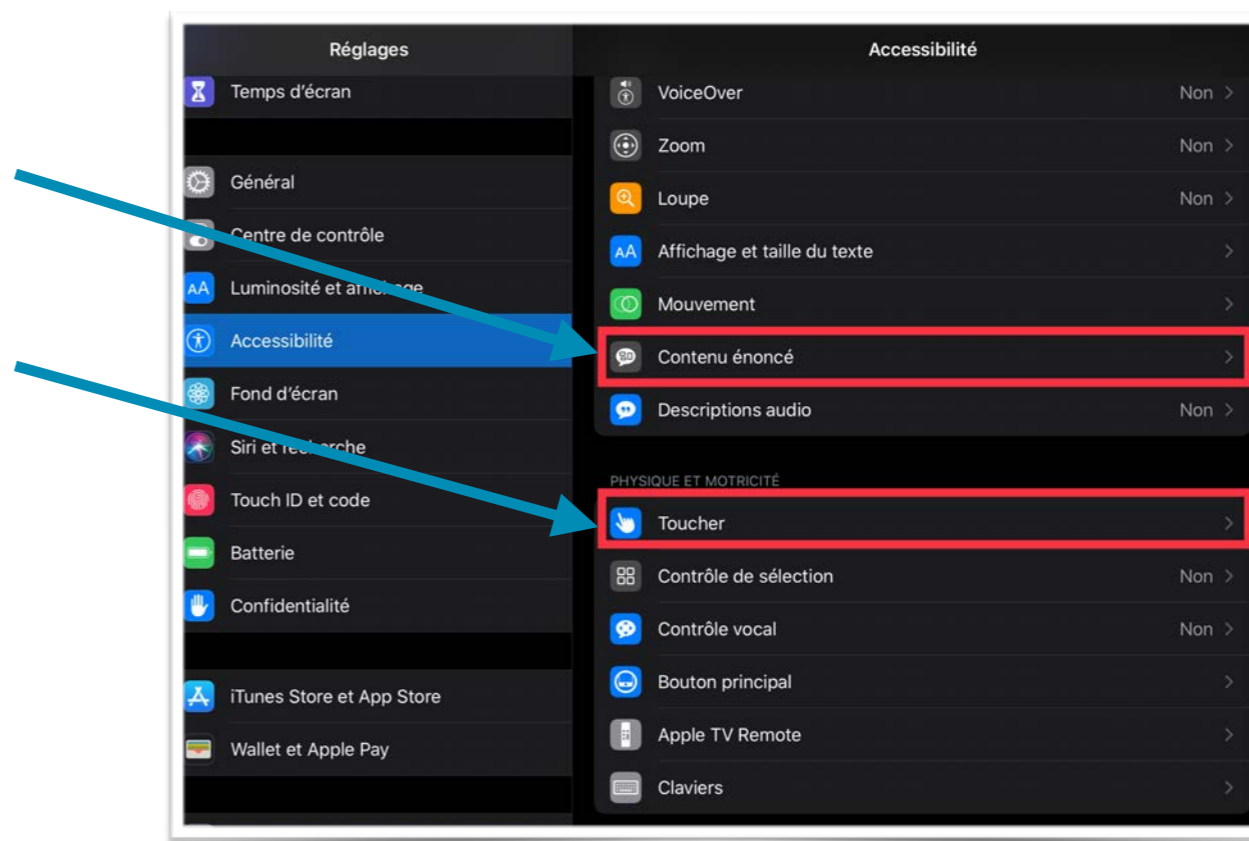 Réglages
Temps d'écran
Général
Centre de contrôle
Luminosité et affichage
Accessibilité
Fond d'écran
Siri et recherche
Touch ID et code
Batterie
Confidentialité
iTunes Store et App Store
Wallet et Apple Pay
Accessibilité
VoiceOver Non
Zoom Non
Loupe Non
Affichage et taille du texte
Mouvement
Contenu énoncé
Descriptions audio Non
PHYSIQUE ET MOTRICITÉ
Toucher
Contrôle de sélection Non
Contrôle vocal Non
Bouton principal
Apple TV Remote
Claviers